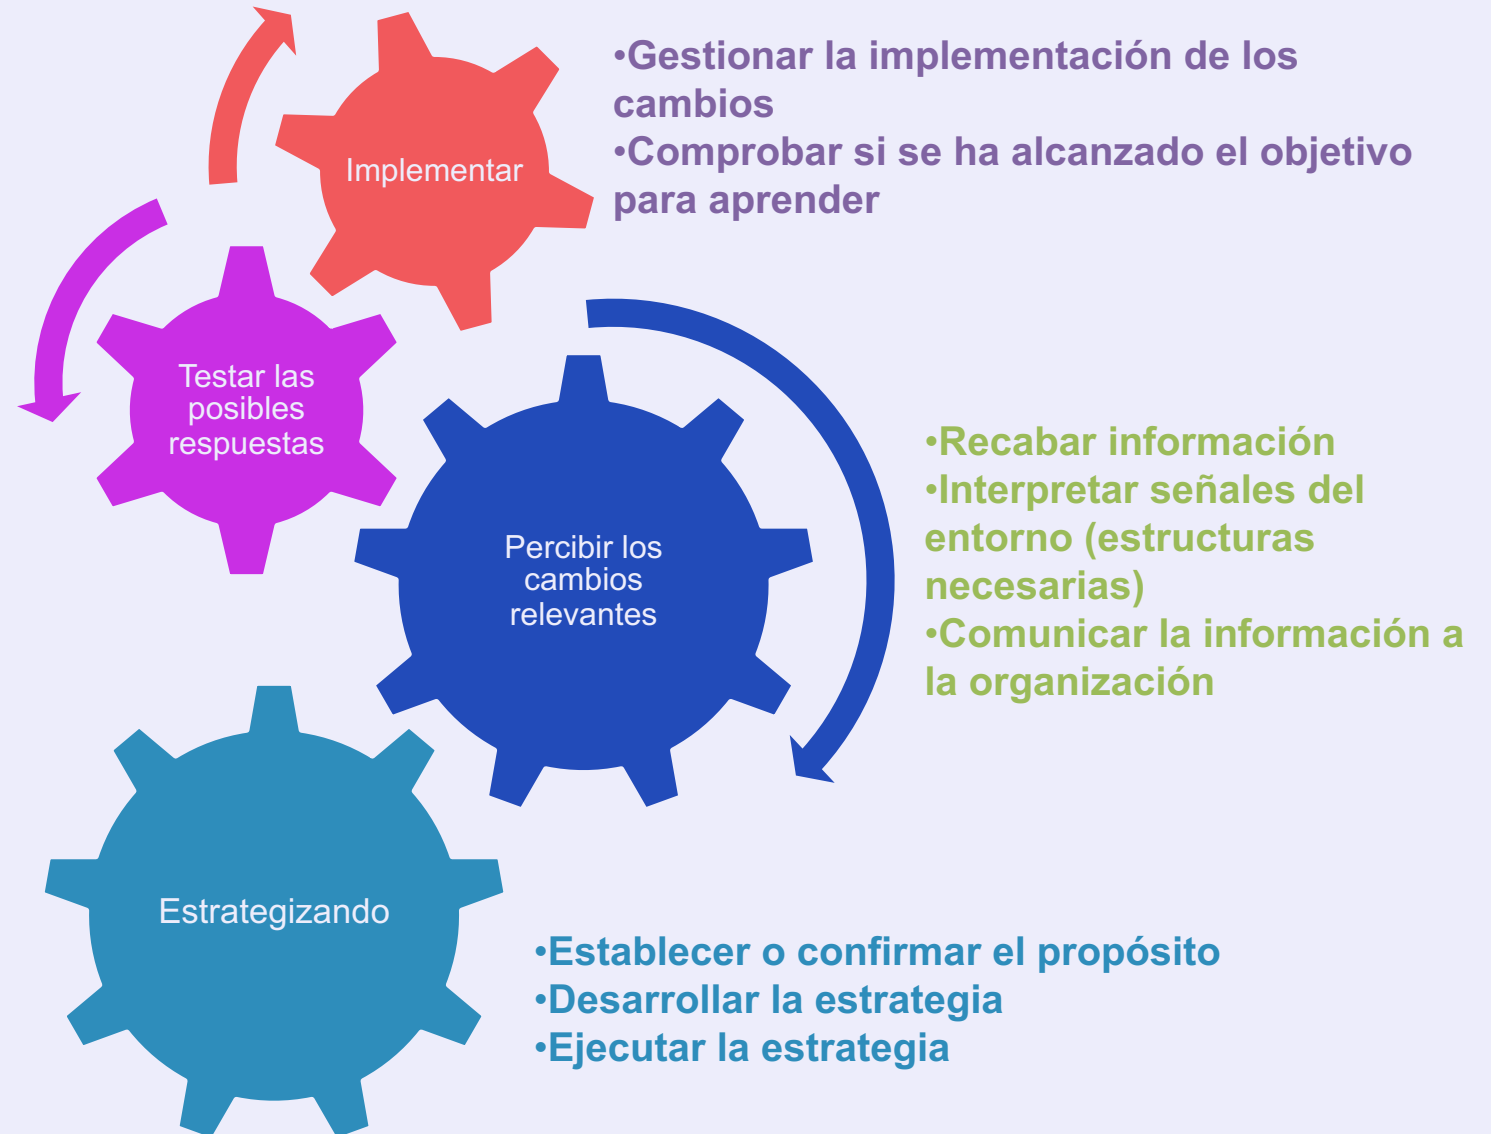 Implementar
•Gestionar la implementación de los
cambios
•Comprobar si se ha alcanzado el objetivo
para aprender
Testar las
posibles
respuestas
Percibir los
cambios
relevantes
•Recabar información
•Interpretar señales del
entorno (estructuras
necesarias)
•Comunicar la información a
la organización
Estrategizando
•Establecer o confirmar el propósito
•Desarrollar la estrategia
•Ejecutar la estrategia